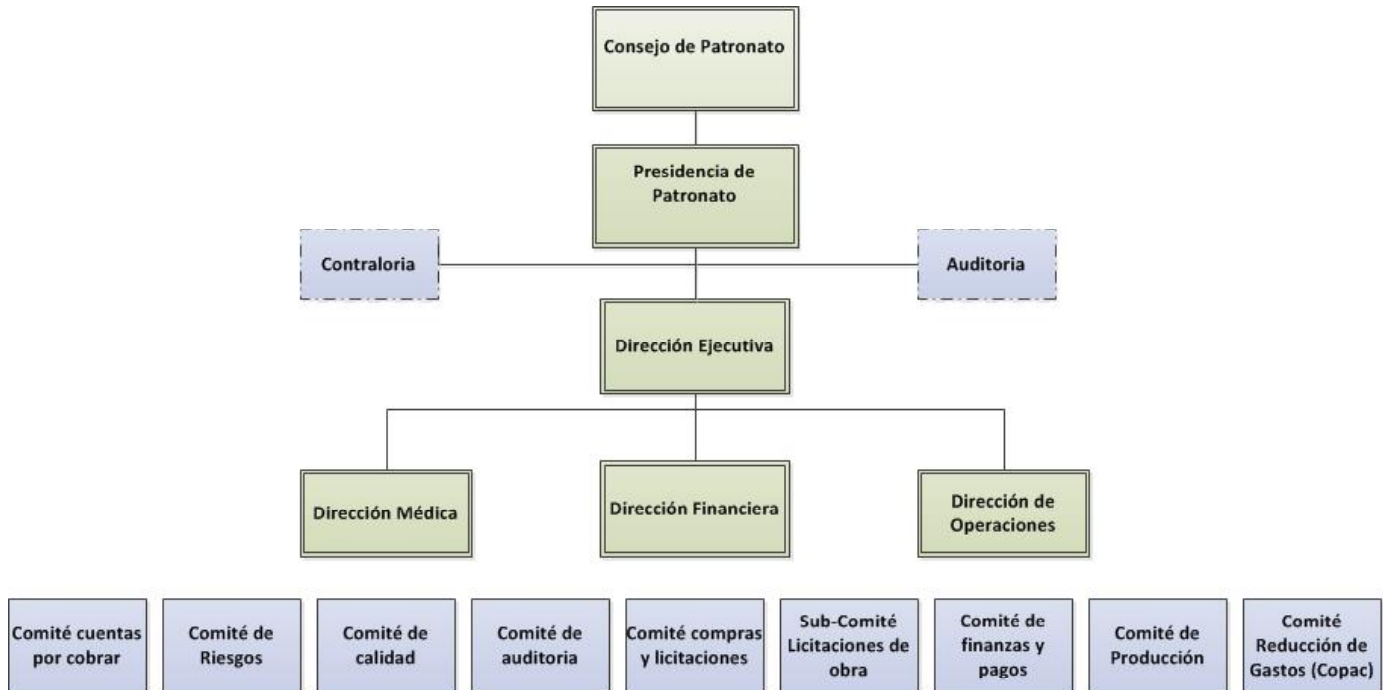 Consejo de Patronato
Presidencia de
Patronato
Contraloria
Auditoria
Dirección Ejecutiva
Dirección Médica
Dirección Financiera
Dirección de
Operaciones
Comité cuentas
por cobrar
Comité de
Riesgos
Comité de
calidad
Comité de
auditoria
Comité compras
y licitaciones
Sub-Comité
Licitaciones de
obra
Comité de
finanzas y
pagos
Comité de
Producción
Comité
Reducción de
Gastos (Copac)